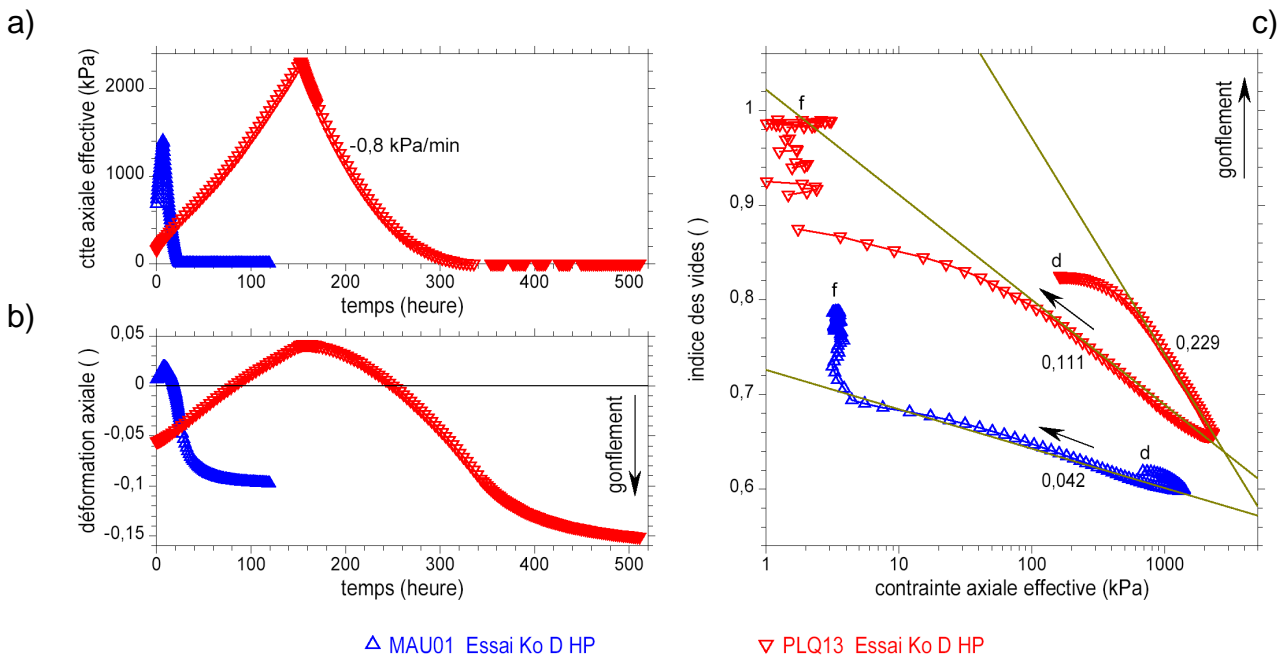 a)
c)
ctte axiale effective (kPa)
2000
1000
0
-0,8 kPa/min
0 100 200 300 400 500
temps (heure)
b)
déformation axiale ( )
0,05
0
-0,05
-0,1
-0,15
gonflement
0 100 200 300 400 500
temps (heure)
indice des vides ( )
1
0,9
0,8
0,7
0,6
f
d
f
d
0,229
0,111
0,042
gonflement
1 10 100 1000
contrainte axiale effective (kPa)
MAU01 Essai Ko D HP
PLQ13 Essai Ko D HP